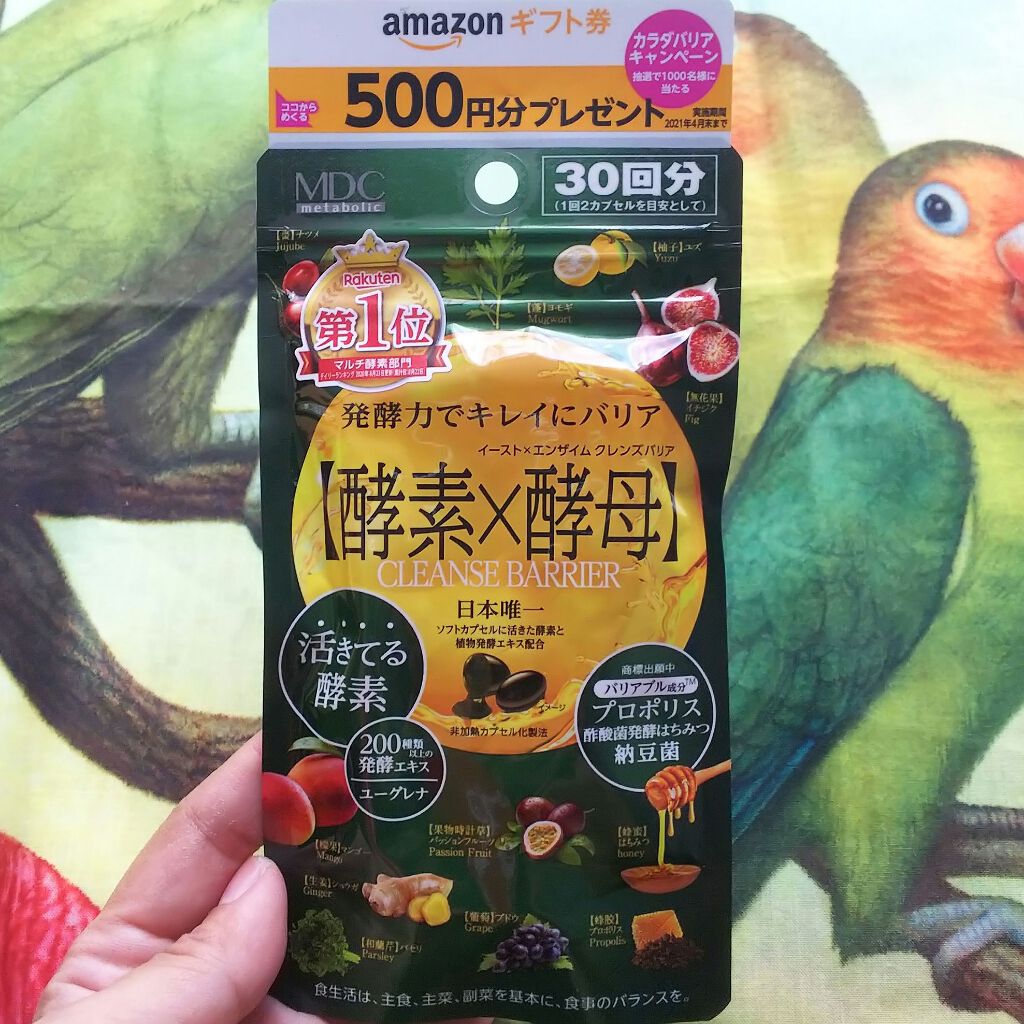 amazon ギフト券
カラダバリア
キャンペーン
抽選で1000名様に
当たる
ココから
めくる
500円分プレゼント
実施期間
2021年4月末まで
MDC
metabolic
30回分
(1回2カプセルを目安として)
【棗】ナツメ
Jujube
【柚子】ユズ
Yuzu
【蓬】ヨモギ
Mugwort
Rakuten
第1位
マルチ酵素部門
【無花果】
イチジク
Fig
発酵力でキレイにバリア
イースト×エンザイム クレンズバリア
【酵素×酵母】
CLEANSE BARRIER
日本唯一
ソフトカプセルに活きた酵素と
植物発酵エキス配合
イメージ
非加熱カプセル化製法
活きてる
酵素
200種類以上の
発酵エキス
ユーグレナ
商標出願中
バリアブル成分™
プロポリス
酢酸菌発酵はちみつ
納豆菌
【檬果】マンゴー
Mango
【果物時計草】
パッションフルーツ
Passion Fruit
【蜂蜜】
はちみつ
honey
【生姜】ショウガ
Ginger
【和蘭芹】パセリ
Parsley
【葡萄】ブドウ
Grape
【蜂膠】
プロポリス
Propolis
食生活は、主食、主菜、副菜を基本に、食事のバランスを。